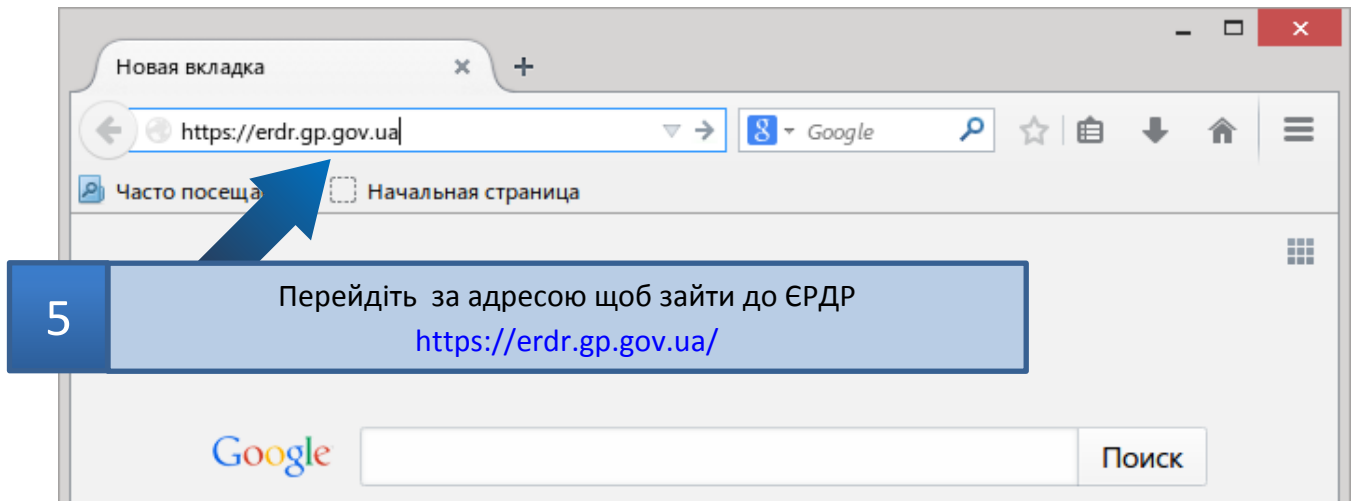 Новая вкладка
https://erdr.gp.gov.ua
8 Google
Часто посеща
Начальная страница
5
Перейдіть за адресою щоб зайти до ЄРДР
https://erdr.gp.gov.ua/
Google
Поиск